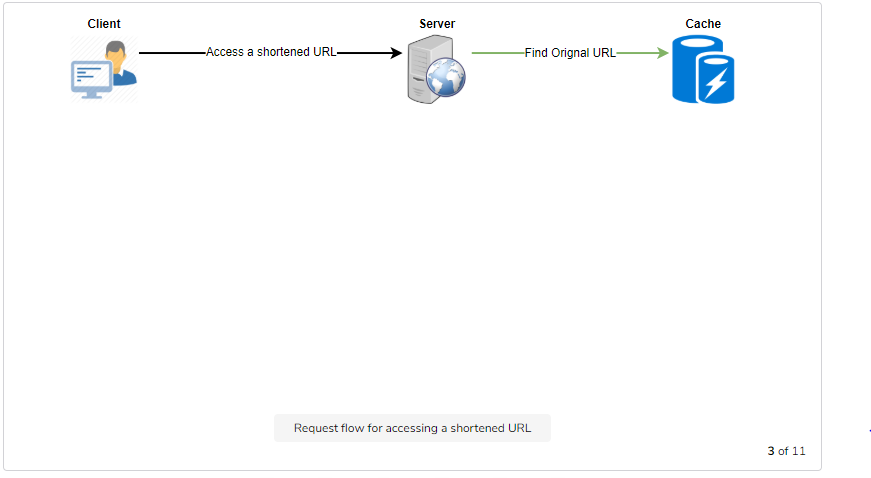 Client
Server
Cache
Access a shortened URL
Find Orignal URL
Request flow for accessing a shortened URL
3 of 11